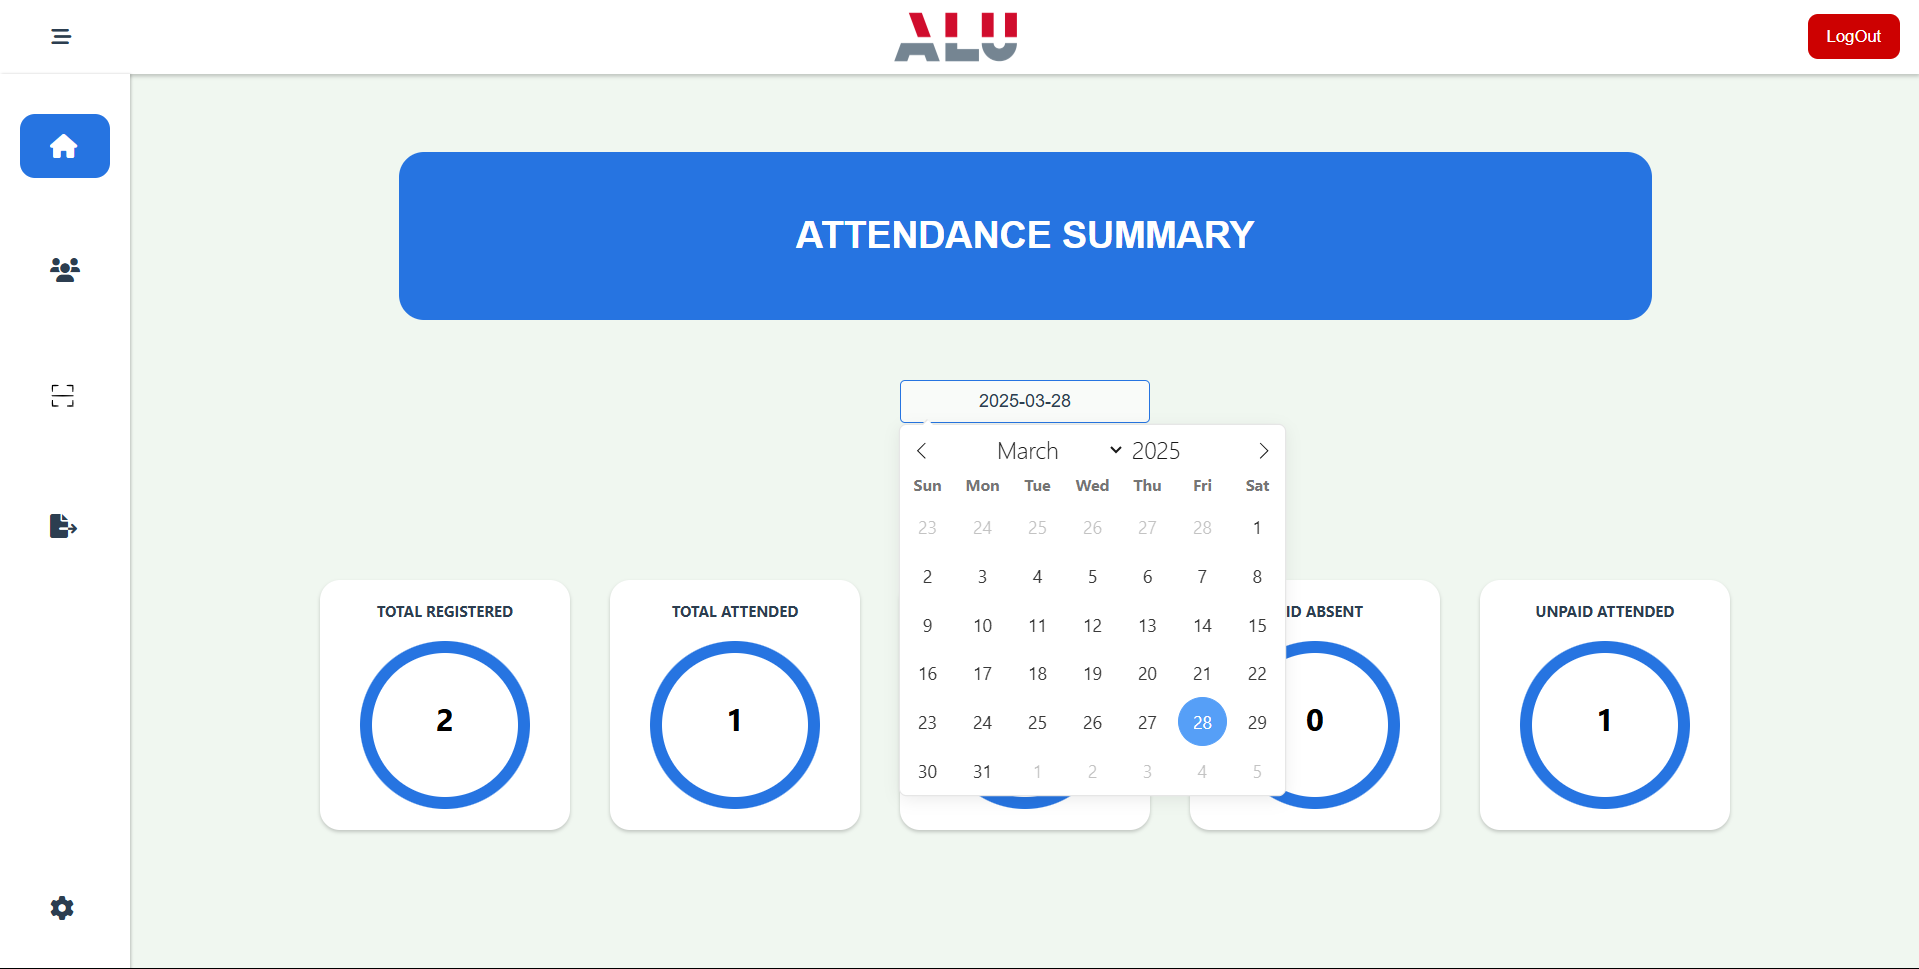 ALU
LogOut
ATTENDANCE SUMMARY
2025-03-28
March 2025
Sun Mon Tue Wed Thu Fri Sat
23 24 25 26 27 28 1
2 3 4 5 6 7 8
9 10 11 12 13 14 15
16 17 18 19 20 21 22
23 24 25 26 27 28 29
30 31 1 2 3 4 5
TOTAL REGISTERED
2
TOTAL ATTENDED
1
ID ABSENT
0
UNPAID ATTENDED
1